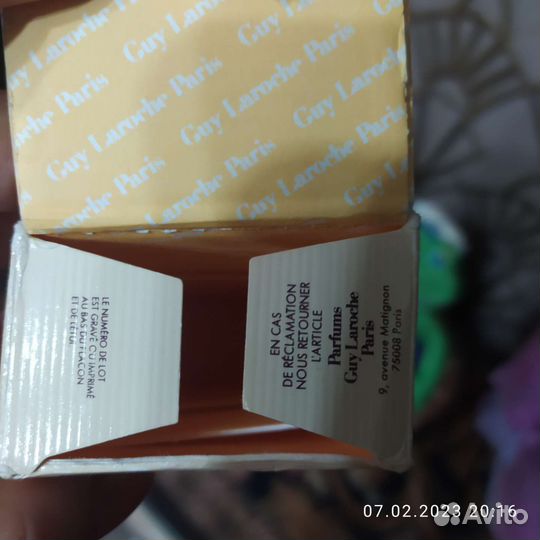 Guy Laroche Paris
Guy Laroche Paris
Guy Laroche Paris
Guy Laroche Paris
LE NUMÉRO DE LOT
EST GRAVÉ OU IMPRIMÉ
AU BAS DU FLACON
ET DE L'ETUI
EN CAS
DE RÉCLAMATION
NOUS RETOURNER
L'ARTICLE
Parfums
Guy Laroche
Paris
9, avenue Matignon
75008 Paris
07.02.2023 20:16
Avito